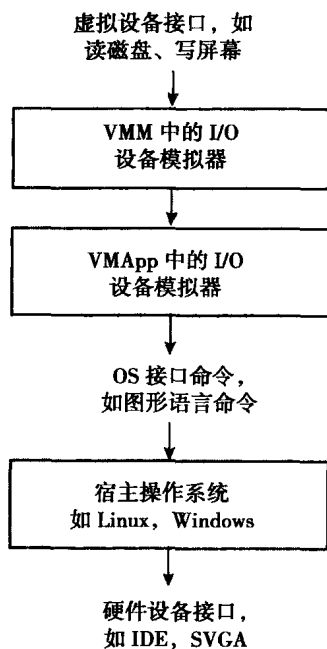 虚拟设备接口，如
读磁盘、写屏幕
VMM 中的 I/O
设备模拟器
VMApp 中的 I/O
设备模拟器
OS 接口命令，
如图形语言命令
宿主操作系统
如 Linux，Windows
硬件设备接口，
如 IDE，SVGA